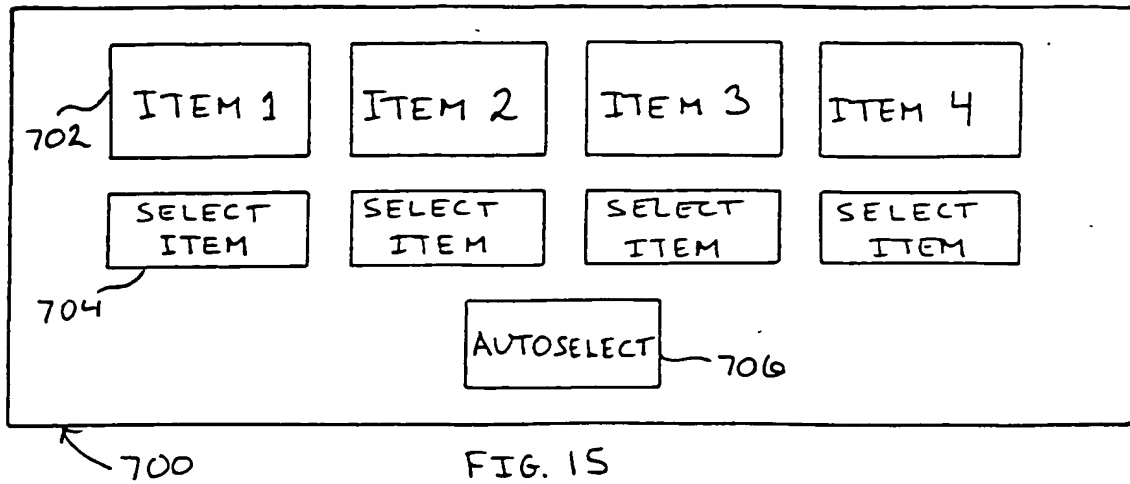 ITEM 1 ITEM 2 ITEM 3 ITEM 4
702
SELECT ITEM SELECT ITEM SELECT ITEM SELECT ITEM
704
AUTOSELECT
706
700
FIG. 15